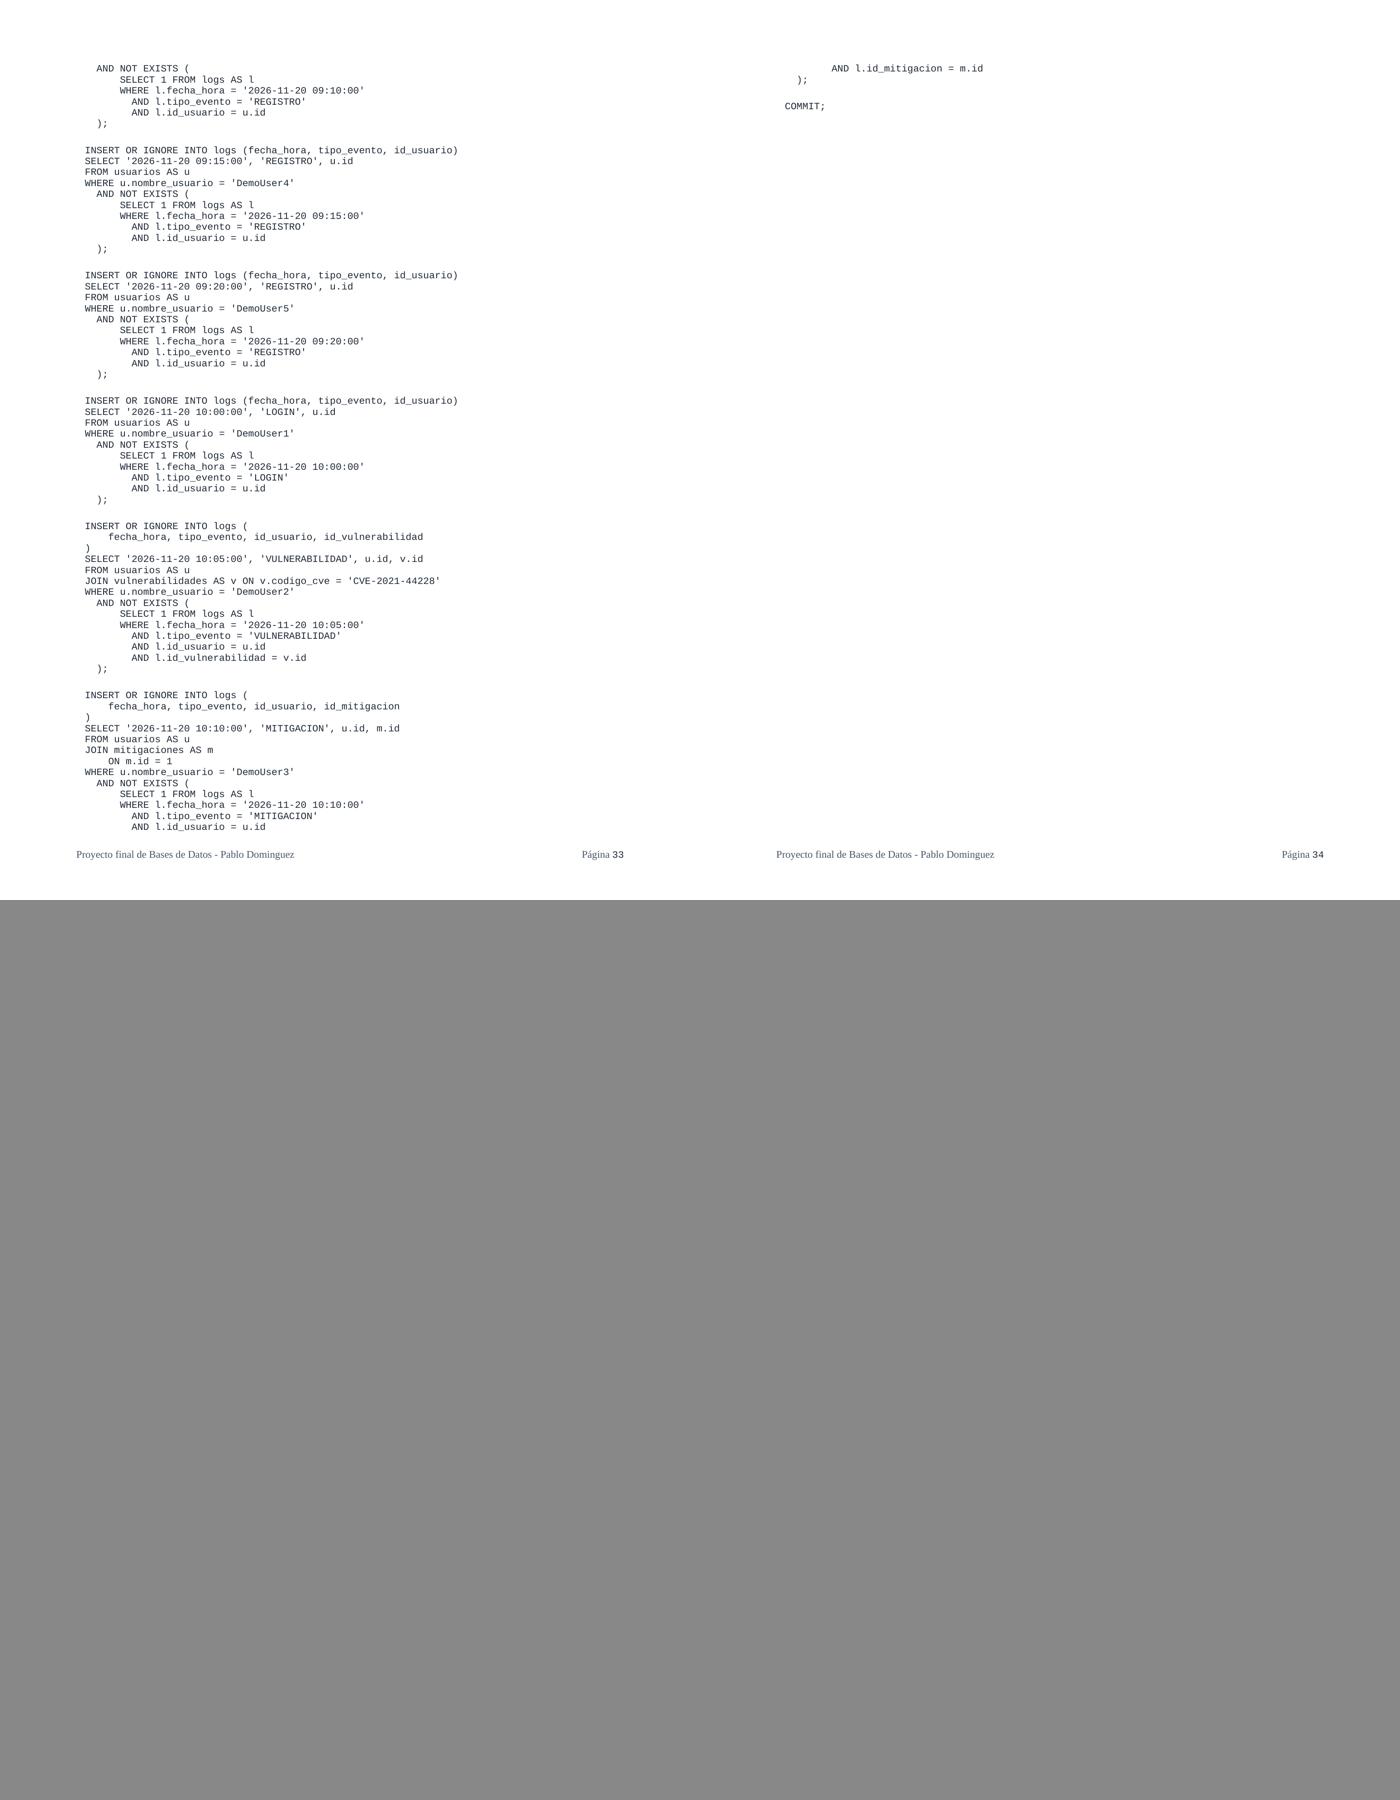 AND NOT EXISTS (
      SELECT 1 FROM logs AS l
      WHERE l.fecha_hora = '2026-11-20 09:10:00'
        AND l.tipo_evento = 'REGISTRO'
        AND l.id_usuario = u.id
  );

INSERT OR IGNORE INTO logs (fecha_hora, tipo_evento, id_usuario)
SELECT '2026-11-20 09:15:00', 'REGISTRO', u.id
FROM usuarios AS u
WHERE u.nombre_usuario = 'DemoUser4'
  AND NOT EXISTS (
      SELECT 1 FROM logs AS l
      WHERE l.fecha_hora = '2026-11-20 09:15:00'
        AND l.tipo_evento = 'REGISTRO'
        AND l.id_usuario = u.id
  );

INSERT OR IGNORE INTO logs (fecha_hora, tipo_evento, id_usuario)
SELECT '2026-11-20 09:20:00', 'REGISTRO', u.id
FROM usuarios AS u
WHERE u.nombre_usuario = 'DemoUser5'
  AND NOT EXISTS (
      SELECT 1 FROM logs AS l
      WHERE l.fecha_hora = '2026-11-20 09:20:00'
        AND l.tipo_evento = 'REGISTRO'
        AND l.id_usuario = u.id
  );

INSERT OR IGNORE INTO logs (fecha_hora, tipo_evento, id_usuario)
SELECT '2026-11-20 10:00:00', 'LOGIN', u.id
FROM usuarios AS u
WHERE u.nombre_usuario = 'DemoUser1'
  AND NOT EXISTS (
      SELECT 1 FROM logs AS l
      WHERE l.fecha_hora = '2026-11-20 10:00:00'
        AND l.tipo_evento = 'LOGIN'
        AND l.id_usuario = u.id
  );

INSERT OR IGNORE INTO logs (
    fecha_hora, tipo_evento, id_usuario, id_vulnerabilidad
)
SELECT '2026-11-20 10:05:00', 'VULNERABILIDAD', u.id, v.id
FROM usuarios AS u
JOIN vulnerabilidades AS v ON v.codigo_cve = 'CVE-2021-44228'
WHERE u.nombre_usuario = 'DemoUser2'
  AND NOT EXISTS (
      SELECT 1 FROM logs AS l
      WHERE l.fecha_hora = '2026-11-20 10:05:00'
        AND l.tipo_evento = 'VULNERABILIDAD'
        AND l.id_usuario = u.id
        AND l.id_vulnerabilidad = v.id
  );

INSERT OR IGNORE INTO logs (
    fecha_hora, tipo_evento, id_usuario, id_mitigacion
)
SELECT '2026-11-20 10:10:00', 'MITIGACION', u.id, m.id
FROM usuarios AS u
JOIN mitigaciones AS m
    ON m.id = 1
WHERE u.nombre_usuario = 'DemoUser3'
  AND NOT EXISTS (
      SELECT 1 FROM logs AS l
      WHERE l.fecha_hora = '2026-11-20 10:10:00'
        AND l.tipo_evento = 'MITIGACION'
        AND l.id_usuario = u.id
Proyecto final de Bases de Datos - Pablo Dominguez Página 33
        AND l.id_mitigacion = m.id
  );

COMMIT;
Proyecto final de Bases de Datos - Pablo Dominguez Página 34